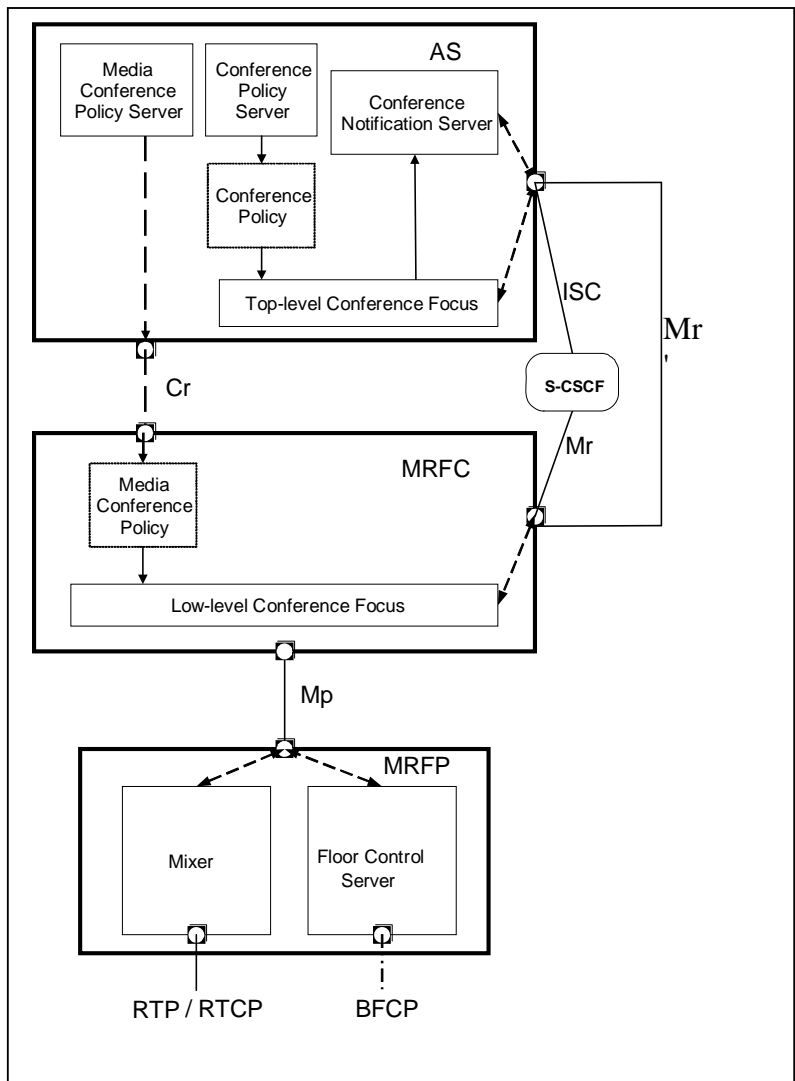 AS
Media
Conference
Policy Server
Conference
Policy
Server
Conference
Notification Server
Conference
Policy
Top-level Conference Focus
ISC
Mr
'
S-CSCF
Cr
Mr
MRFC
Media
Conference
Policy
Low-level Conference Focus
Mp
MRFP
Mixer
Floor Control
Server
RTP / RTCP
BFCP